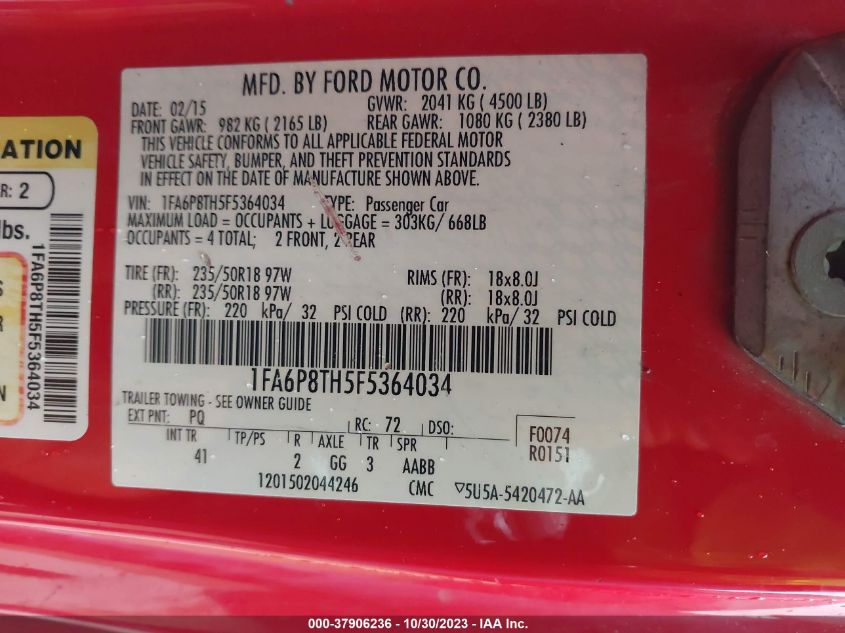 MFD. BY FORD MOTOR CO.
DATE: 02/15 GVWR: 2041 KG ( 4500 LB)
FRONT GAWR: 982 KG ( 2165 LB) REAR GAWR: 1080 KG ( 2380 LB)
THIS VEHICLE CONFORMS TO ALL APPLICABLE FEDERAL MOTOR
VEHICLE SAFETY, BUMPER, AND THEFT PREVENTION STANDARDS
IN EFFECT ON THE DATE OF MANUFACTURE SHOWN ABOVE.
VIN: 1FA6P8TH5F5364034 TYPE: Passenger Car
MAXIMUM LOAD = OCCUPANTS + LUGGAGE = 303KG/ 668LB
OCCUPANTS = 4 TOTAL; 2 FRONT, 2 REAR
TIRE (FR): 235/50R18 97W RIMS (FR): 18x8.0J
(RR): 235/50R18 97W (RR): 18x8.0J
PRESSURE (FR): 220 kPa/ 32 PSI COLD (RR): 220 kPa/ 32 PSI COLD
1FA6P8TH5F5364034
TRAILER TOWING - SEE OWNER GUIDE
EXT PNT: PQ RC: 72 DSO: F0074
R0151
INT TR TP/PS R AXLE TR SPR
41 2 GG 3 AABB
1201502044246 CMC ▽5U5A-5420472-AA
ATION
R: 2
lbs.
S
R
N
1FA6P8TH5F5364034
000-37906236 - 10/30/2023 - IAA Inc.